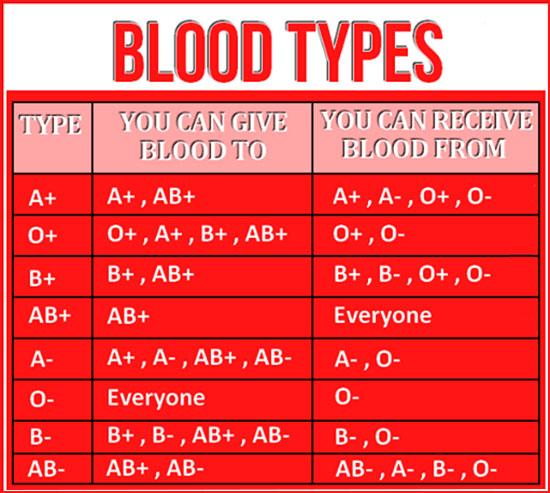 BLOOD TYPES
TYPE YOU CAN GIVE BLOOD TO YOU CAN RECEIVE BLOOD FROM
A+ A+ , AB+ A+ , A- , O+ , O-
O+ O+ , A+ , B+ , AB+ O+ , O-
B+ B+ , AB+ B+ , B- , O+ , O-
AB+ AB+ Everyone
A- A+ , A- , AB+ , AB- A- , O-
O- Everyone O-
B- B+ , B- , AB+ , AB- B- , O-
AB- AB+ , AB- AB- , A- , B- , O-